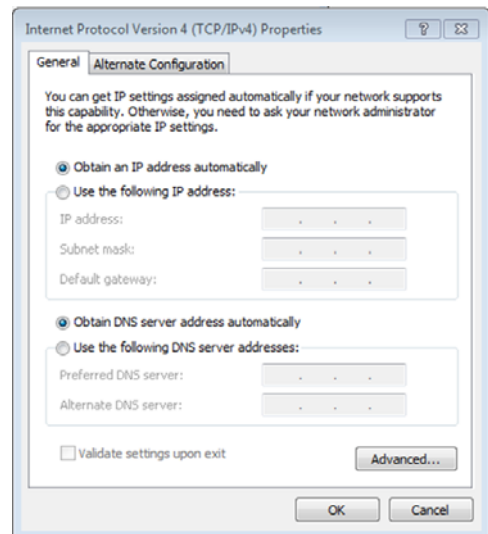 Internet Protocol Version 4 (TCP/IPv4) Properties
General
Alternate Configuration
You can get IP settings assigned automatically if your network supports
this capability. Otherwise, you need to ask your network administrator
for the appropriate IP settings.
Obtain an IP address automatically
Use the following IP address:
IP address:
Subnet mask:
Default gateway:
Obtain DNS server address automatically
Use the following DNS server addresses:
Preferred DNS server:
Alternate DNS server:
Validate settings upon exit
Advanced...
OK
Cancel